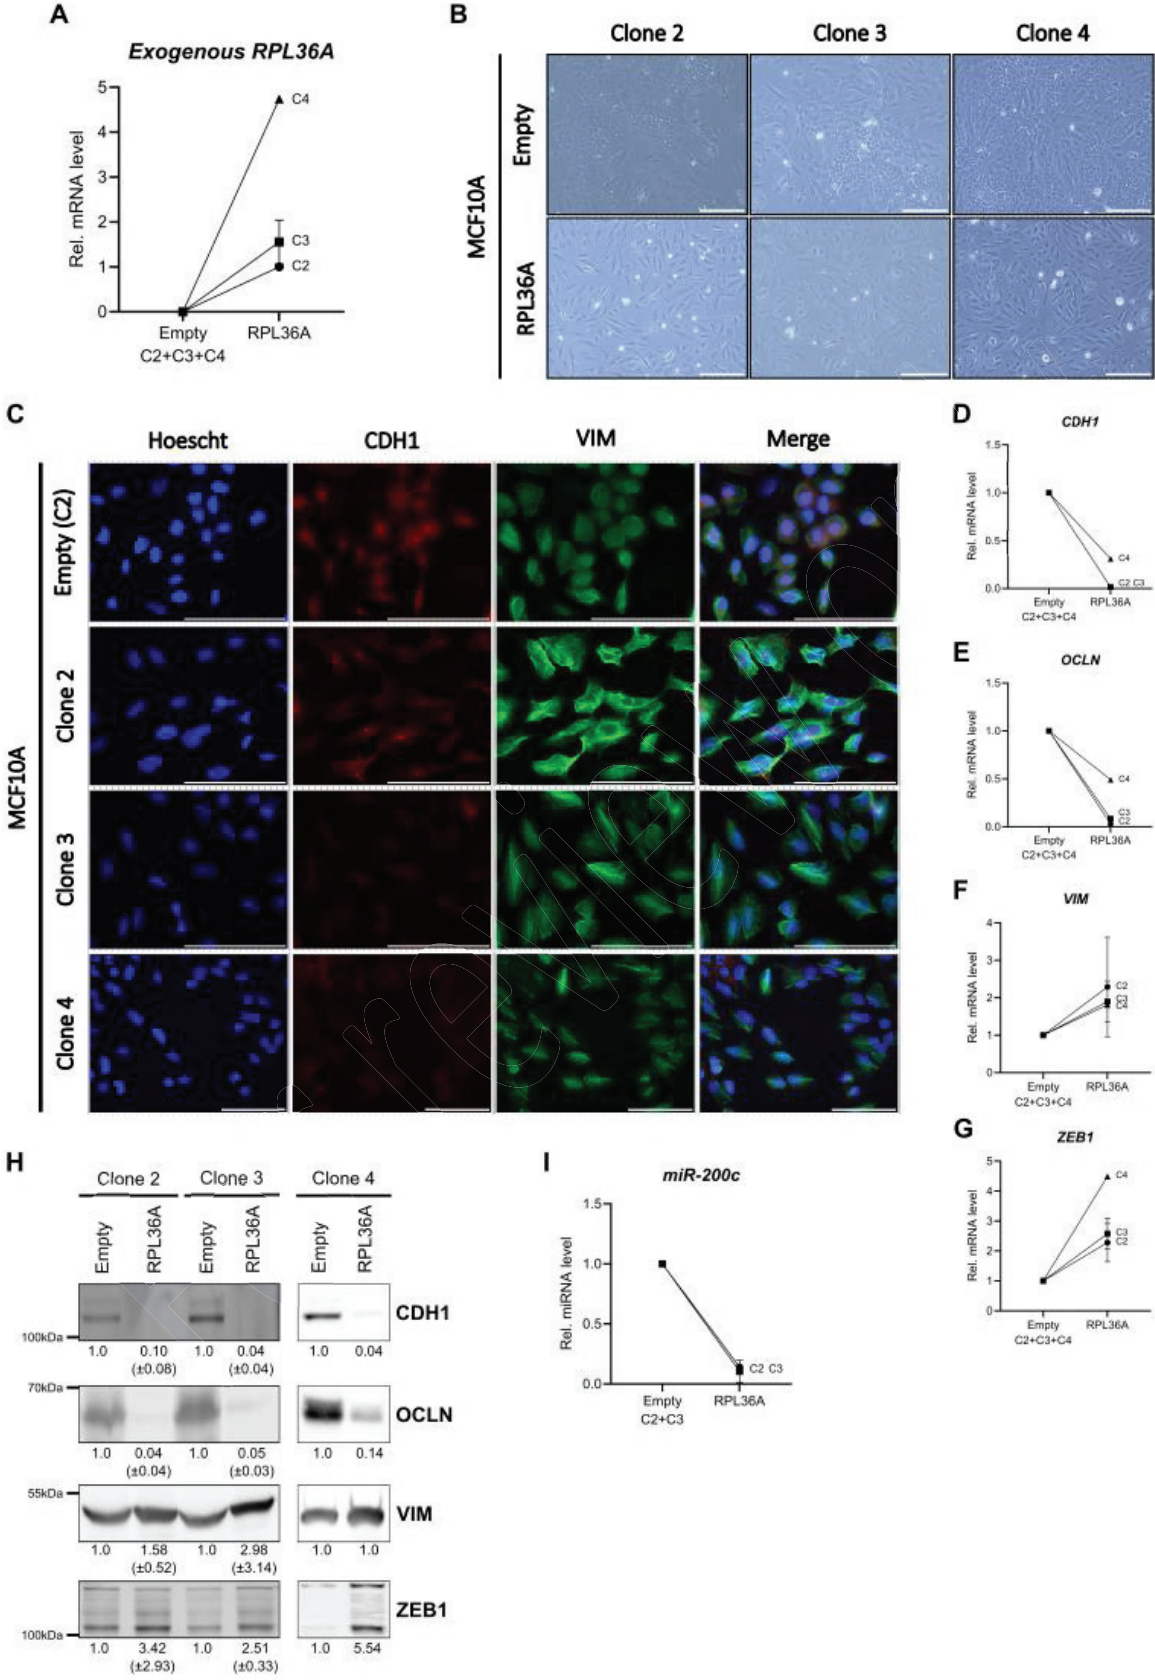 A
Exogenous RPL36A
Rel. mRNA level
5
4
3
2
1
0
C4
C3
C2
Empty
C2+C3+C4
RPL36A
B
Clone 2
Clone 3
Clone 4
MCF10A
Empty
RPL36A
C
Hoescht
CDH1
VIM
Merge
MCF10A
Empty (C2)
Clone 2
Clone 3
Clone 4
review
D
CDH1
Rel. mRNA level
1.5
1.0
0.5
0.0
C4
C2 C3
Empty
C2+C3+C4
RPL36A
E
OCLN
Rel. mRNA level
1.5
1.0
0.5
0.0
C4
C3
C2
Empty
C2+C3+C4
RPL36A
F
VIM
Rel. mRNA level
4
3
2
1
0
C2
C3
C4
Empty
C2+C3+C4
RPL36A
G
ZEB1
Rel. mRNA level
5
4
3
2
1
0
C4
C3
C2
Empty
C2+C3+C4
RPL36A
H
Clone 2 Clone 3 Clone 4
Empty RPL36A Empty RPL36A Empty RPL36A
CDH1
100kDa
1.0 0.10 1.0 0.04 1.0 0.04
(±0.08) (±0.04)
70kDa
OCLN
1.0 0.04 1.0 0.05 1.0 0.14
(±0.04) (±0.03)
55kDa
VIM
1.0 1.58 1.0 2.98 1.0 1.0
(±0.52) (±3.14)
ZEB1
100kDa
1.0 3.42 1.0 2.51 1.0 5.54
(±2.93) (±0.33)
I
miR-200c
Rel. miRNA level
1.5
1.0
0.5
0.0
C2 C3
Empty
C2+C3
RPL36A